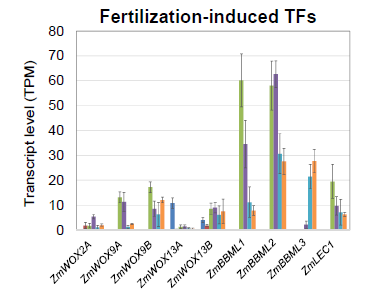 Fertilization-induced TFs
Transcript level (TPM)
80
70
60
50
40
30
20
10
0
ZmWOX2A
ZmWOX9A
ZmWOX9B
ZmWOX13A
ZmWOX13B
ZmBBML1
ZmBBML2
ZmBBML3
ZmLEC1